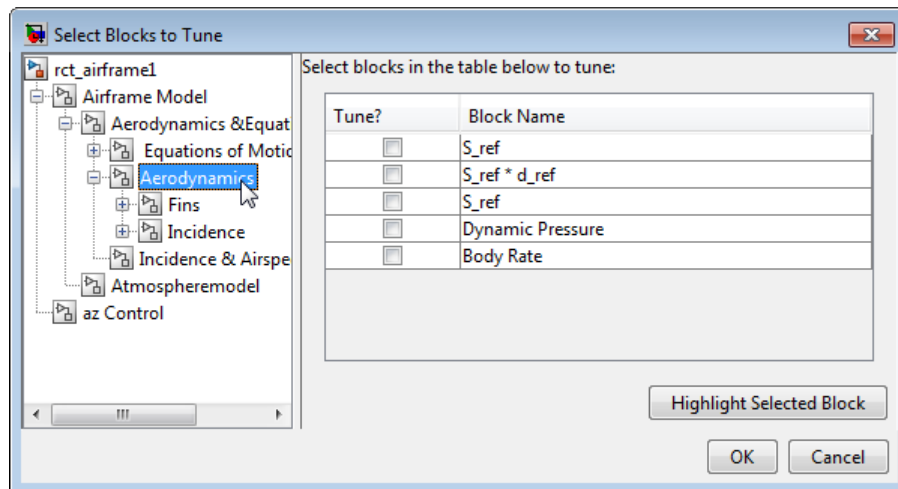 Select Blocks to Tune
rct_airframe1
Airframe Model
Aerodynamics &Equat
Equations of Motic
Aerodynamics
Fins
Incidence
Incidence & Airspe
Atmospheremodel
az Control
Select blocks in the table below to tune:
Tune? Block Name
S_ref
S_ref * d_ref
S_ref
Dynamic Pressure
Body Rate
Highlight Selected Block
OK Cancel